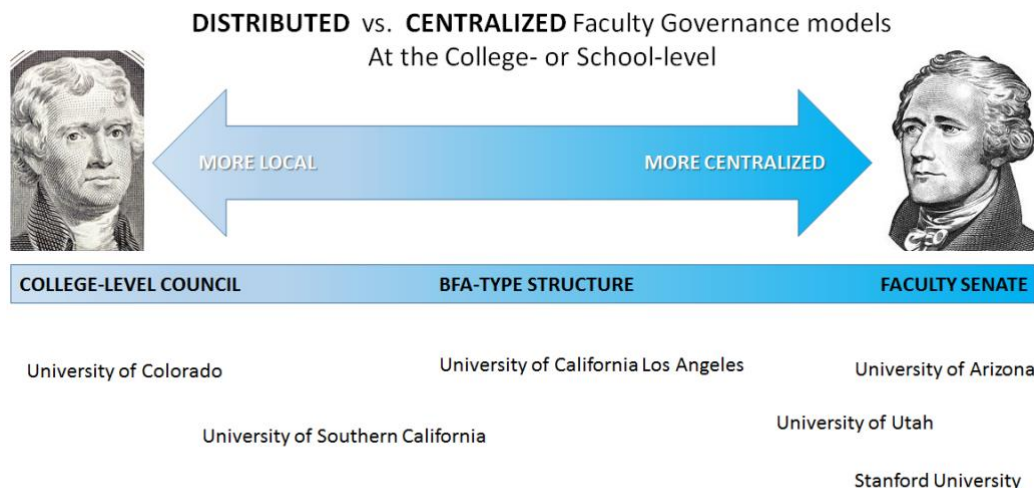 DISTRIBUTED vs. CENTRALIZED Faculty Governance models
At the College- or School-level
MORE LOCAL
MORE CENTRALIZED
COLLEGE-LEVEL COUNCIL
BFA-TYPE STRUCTURE
FACULTY SENATE
University of Colorado
University of California Los Angeles
University of Arizona
University of Southern California
University of Utah
Stanford University